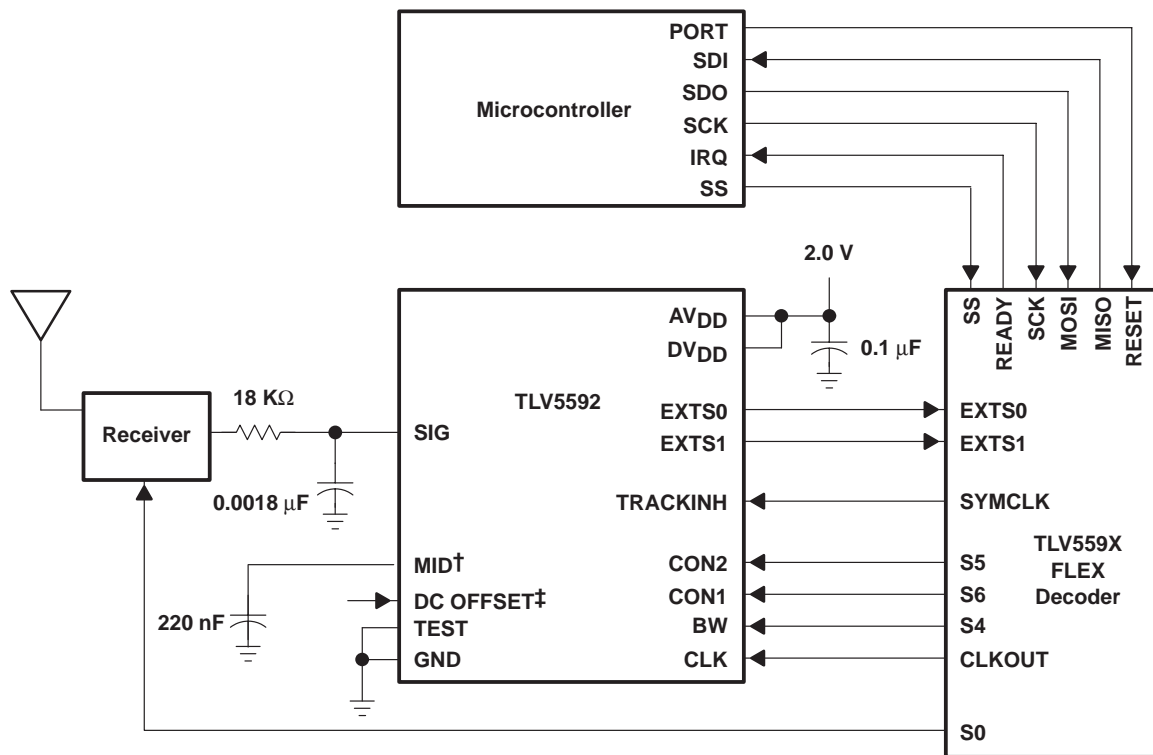 PORT
SDI
SDO
SCK
IRQ
SS
Microcontroller
2.0 V
SS
READY
SCK
MOSI
MISO
RESET
AVDD
DVDD
0.1 μF
18 KΩ
TLV5592
EXTS0
EXTS1
EXTS0
EXTS1
Receiver
SIG
0.0018 μF
TRACKINH
SYMCLK
TLV559X
FLEX
Decoder
MID†
DC OFFSET‡
TEST
GND
220 nF
CON2
CON1
BW
CLK
S5
S6
S4
CLKOUT
S0